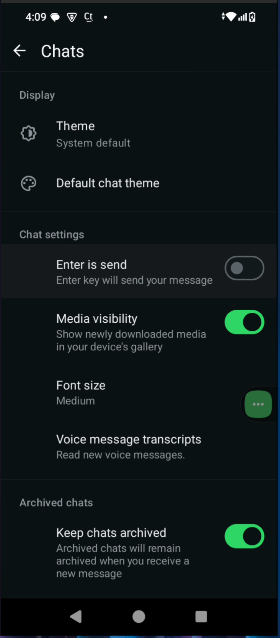 4:09
Chats
Display
Theme
System default
Default chat theme
Chat settings
Enter is send
Enter key will send your message
Media visibility
Show newly downloaded media
in your device's gallery
Font size
Medium
Voice message transcripts
Read new voice messages.
Archived chats
Keep chats archived
Archived chats will remain
archived when you receive a
new message